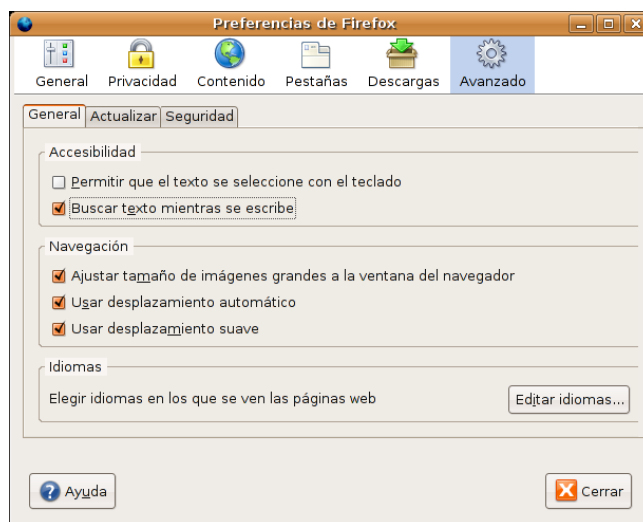 Preferencias de Firefox
General Privacidad Contenido Pestañas Descargas Avanzado
General Actualizar Seguridad
Accesibilidad
Permitir que el texto se seleccione con el teclado
Buscar texto mientras se escribe
Navegación
Ajustar tamaño de imágenes grandes a la ventana del navegador
Usar desplazamiento automático
Usar desplazamiento suave
Idiomas
Elegir idiomas en los que se ven las páginas web Editar idiomas...
Ayuda Cerrar